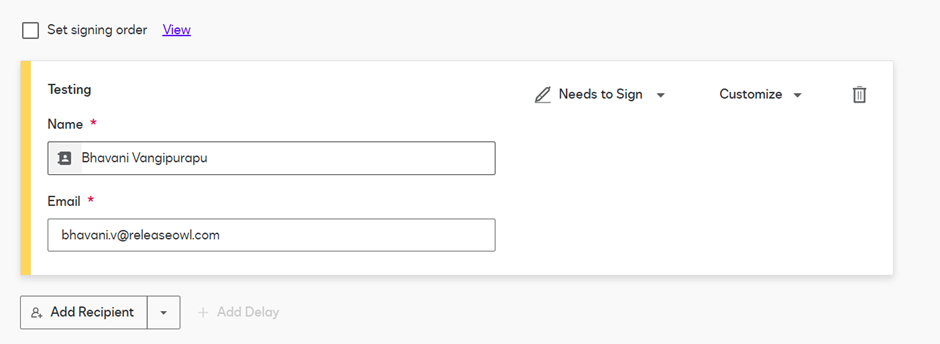 Set signing order View
Testing
Needs to Sign
Customize
Name *
Bhavani Vangipurapu
Email *
bhavani.v@releaseowl.com
Add Recipient
+ Add Delay